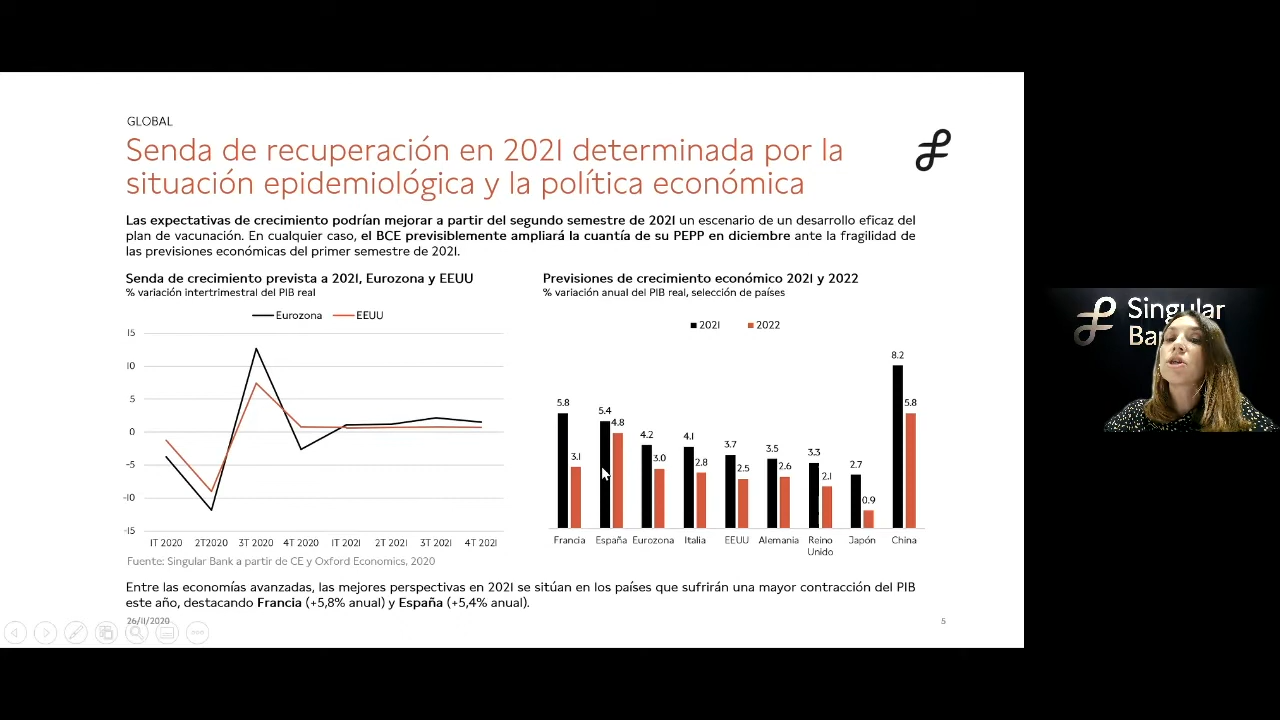 GLOBAL
Senda de recuperación en 2021 determinada por la
situación epidemiológica y la política económica
Las expectativas de crecimiento podrían mejorar a partir del segundo semestre de 2021 un escenario de un desarrollo eficaz del
plan de vacunación. En cualquier caso, el BCE previsiblemente ampliará la cuantía de su PEPP en diciembre ante la fragilidad de
las previsiones económicas del primer semestre de 2021.
Senda de crecimiento prevista a 2021, Eurozona y EEUU
% variación intertrimestral del PIB real
Eurozona EEUU
15
10
5
0
-5
-10
-15
1T 2020 2T2020 3T 2020 4T 2020 1T 2021 2T 2021 3T 2021 4T 2021
Fuente: Singular Bank a partir de CE y Oxford Economics, 2020
Previsiones de crecimiento económico 2021 y 2022
% variación anual del PIB real, selección de países
2021 2022
5.8 3.1 5.4 4.8 4.2 3.0 4.1 2.8 3.7 2.5 3.5 2.6 3.3 2.1 2.7 0.9 8.2 5.8
Francia España Eurozona Italia EEUU Alemania Reino Japón China
Unido
Entre las economías avanzadas, las mejores perspectivas en 2021 se sitúan en los países que sufrirán una mayor contracción del PIB
este año, destacando Francia (+5,8% anual) y España (+5,4% anual).
26/11/2020
5
Singular